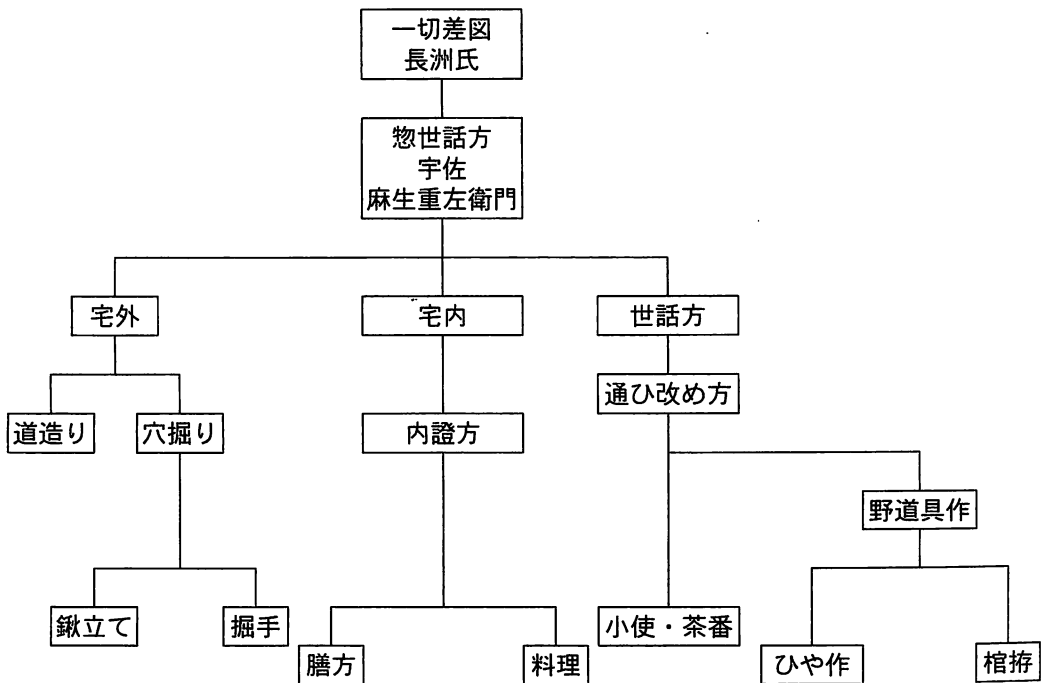 一切差図
長洲氏
惣世話方
宇佐
麻生重左衛門
宅外
宅内
世話方
通ひ改め方
道造り
穴掘り
内證方
野道具作
鍬立て
掘手
小使・茶番
膳方
料理
ひや作
棺拵